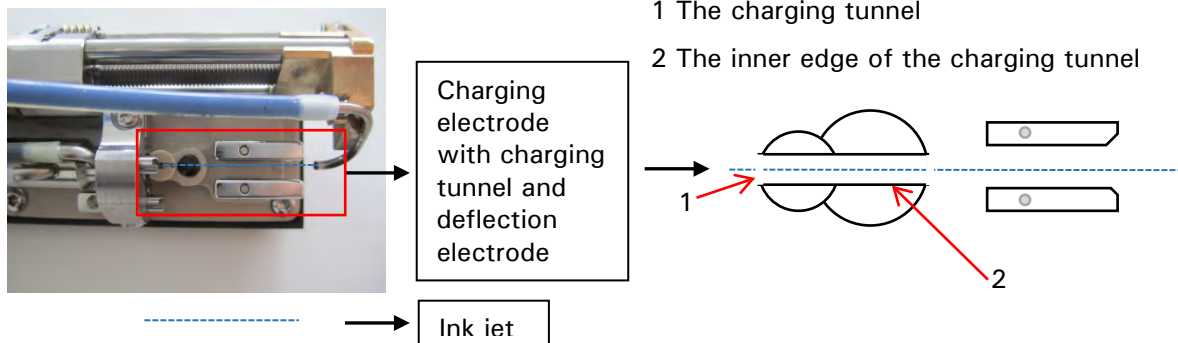 1 The charging tunnel
2 The inner edge of the charging tunnel
Charging
electrode
with charging
tunnel and
deflection
electrode
1
2
Ink jet